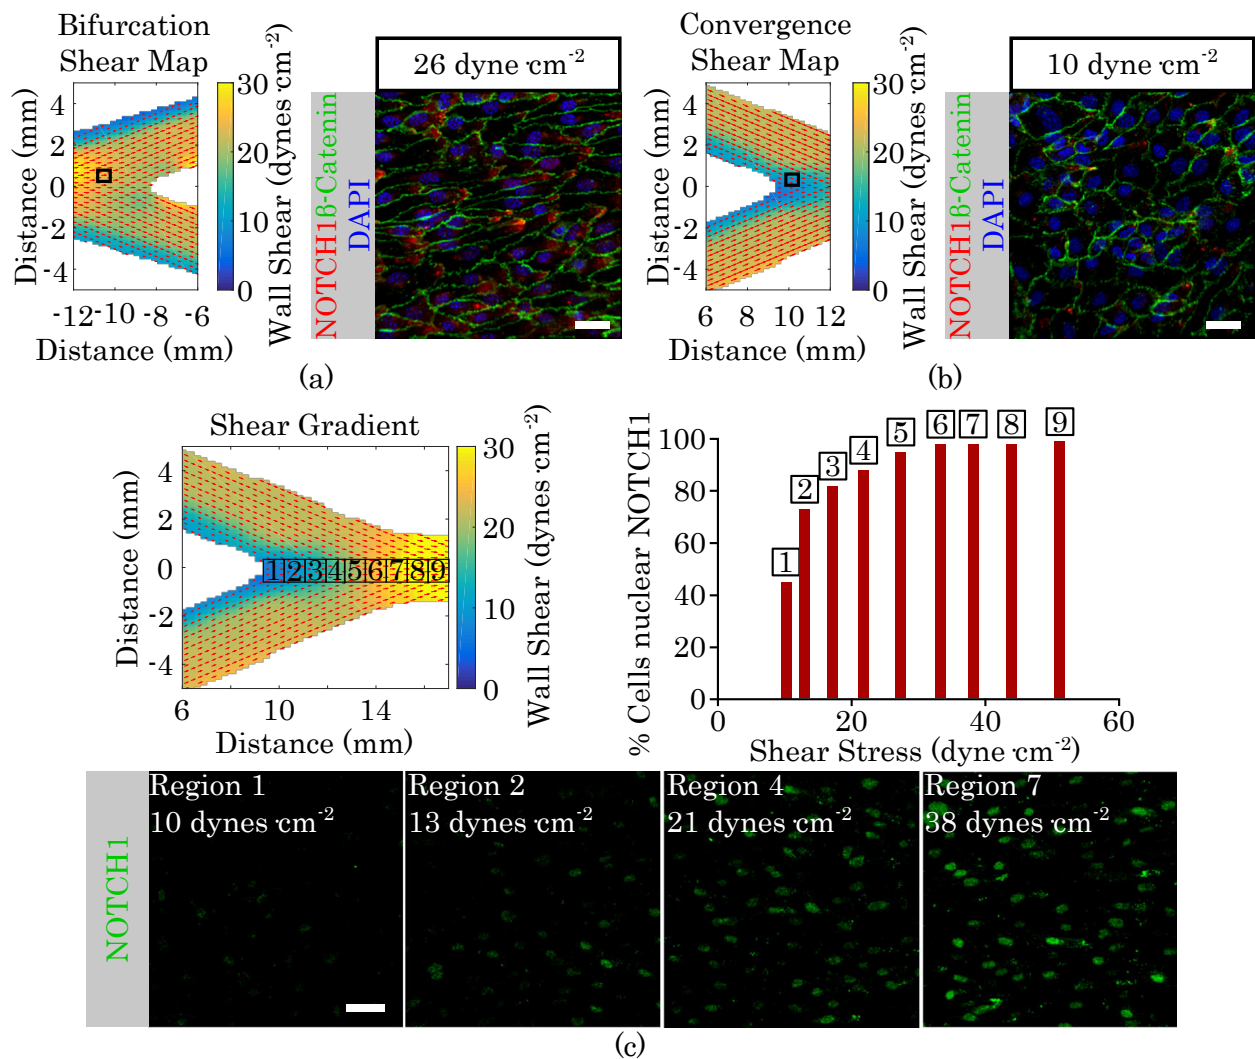 Bifurcation
Shear Map
Distance (mm)
4
2
0
-2
-4
-12
-10
-8
-6
Distance (mm)
30
20
10
0
Wall Shear (dynes·cm⁻²)
NOTCH1ß-Catenin
DAPI
26 dyne·cm⁻²
(a)
Convergence
Shear Map
Distance (mm)
4
2
0
-2
-4
6
8
10
12
Distance (mm)
30
20
10
0
Wall Shear (dynes·cm⁻²)
NOTCH1ß-Catenin
DAPI
10 dyne·cm⁻²
(b)
Shear Gradient
Distance (mm)
4
2
0
-2
-4
1 2 3 4 5 6 7 8 9
6
10
14
Distance (mm)
30
20
10
0
Wall Shear (dynes·cm⁻²)
% Cells nuclear NOTCH1
100
80
60
40
20
0
1
2
3
4
5
6
7
8
9
0
20
40
60
Shear Stress (dyne·cm⁻²)
NOTCH1
Region 1
10 dynes·cm⁻²
Region 2
13 dynes·cm⁻²
Region 4
21 dynes·cm⁻²
Region 7
38 dynes·cm⁻²
(c)